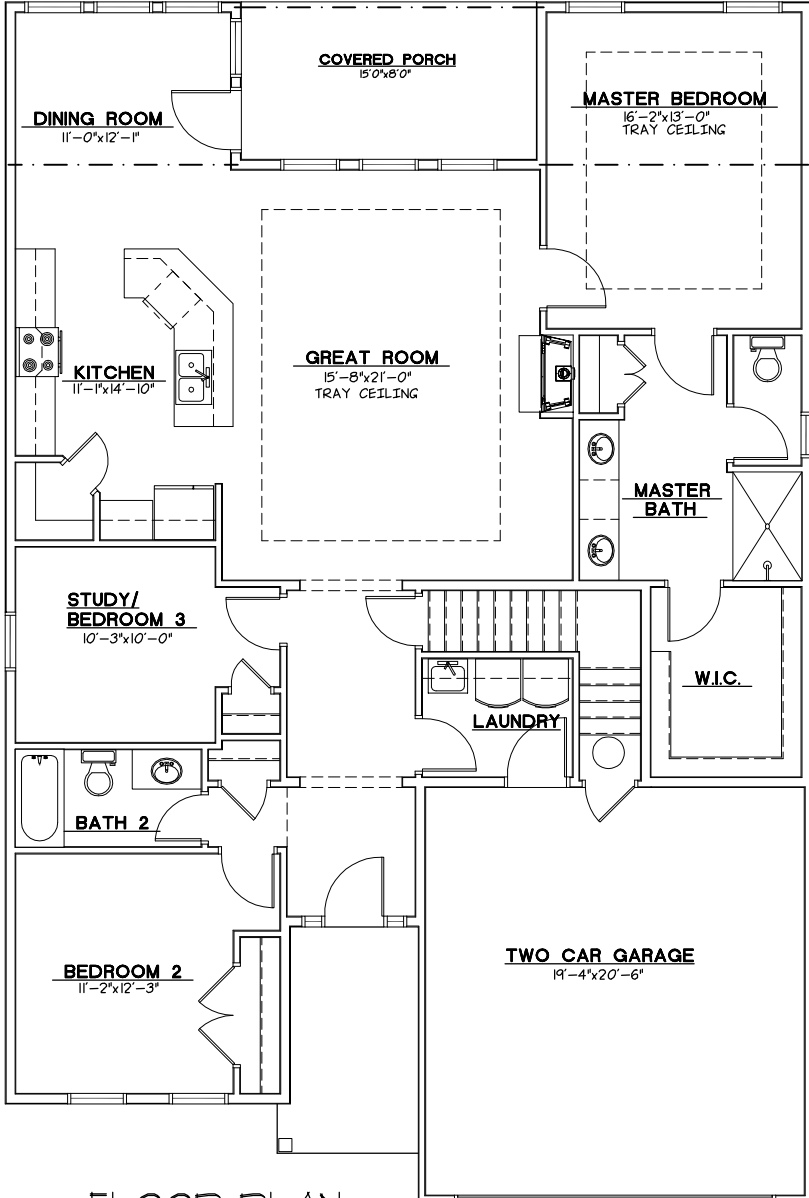 COVERED PORCH
15'0"x8'0"
MASTER BEDROOM
16'-2"x13'-0"
TRAY CEILING
DINING ROOM
11'-0"x12'-1"
GREAT ROOM
15'-8"x21'-0"
TRAY CEILING
KITCHEN
11'-1"x14'-10"
MASTER
BATH
STUDY/
BEDROOM 3
10'-3"x10'-0"
W.I.C.
LAUNDRY
BATH 2
TWO CAR GARAGE
19'-4"x20'-6"
BEDROOM 2
11'-2"x12'-3"
FLOOR PLAN